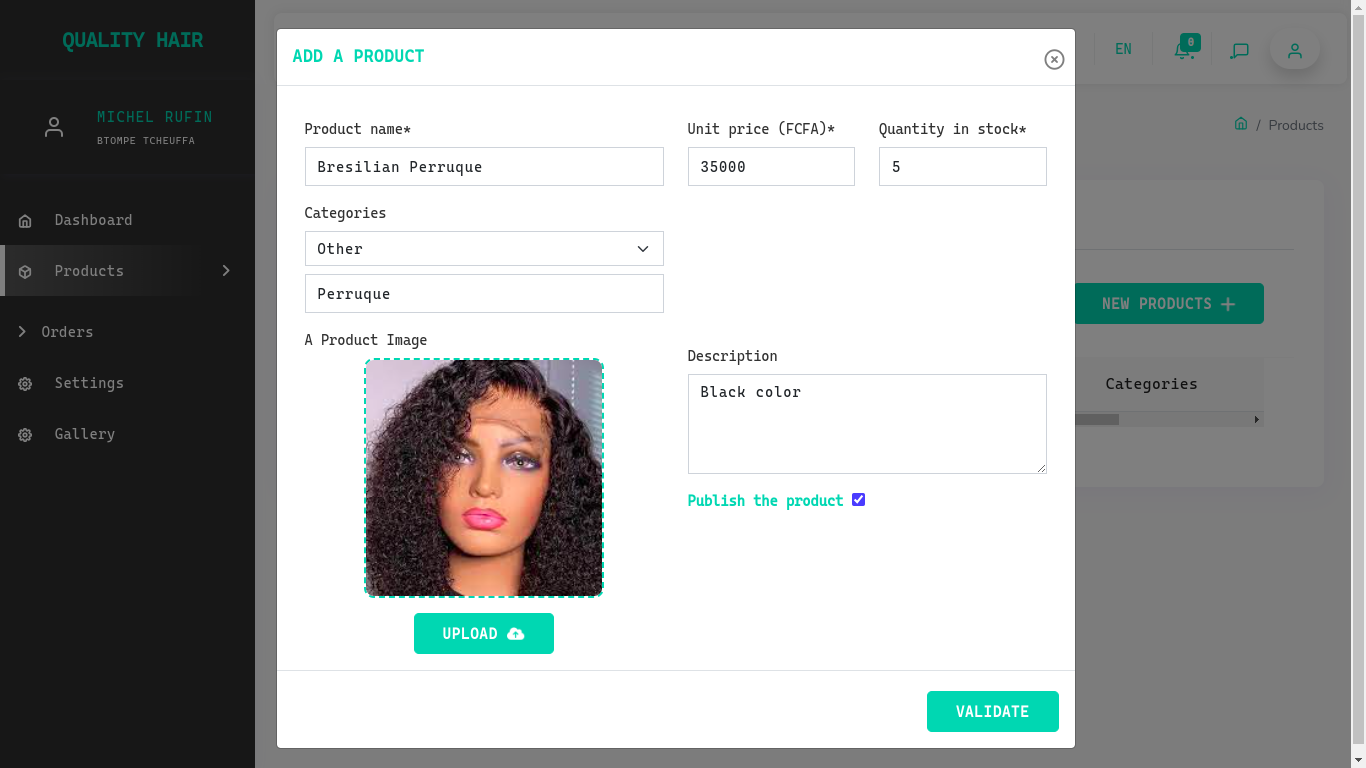 QUALITY HAIR
MICHEL RUFIN
BTOMPE TCHEUFFA
Dashboard
Products
Orders
Settings
Gallery
EN
0
/ Products
NEW PRODUCTS
Categories
ADD A PRODUCT
Product name*
Unit price (FCFA)*
Quantity in stock*
Bresilian Perruque
35000
5
Categories
Other
Perruque
A Product Image
Description
Black color
Publish the product
UPLOAD
VALIDATE